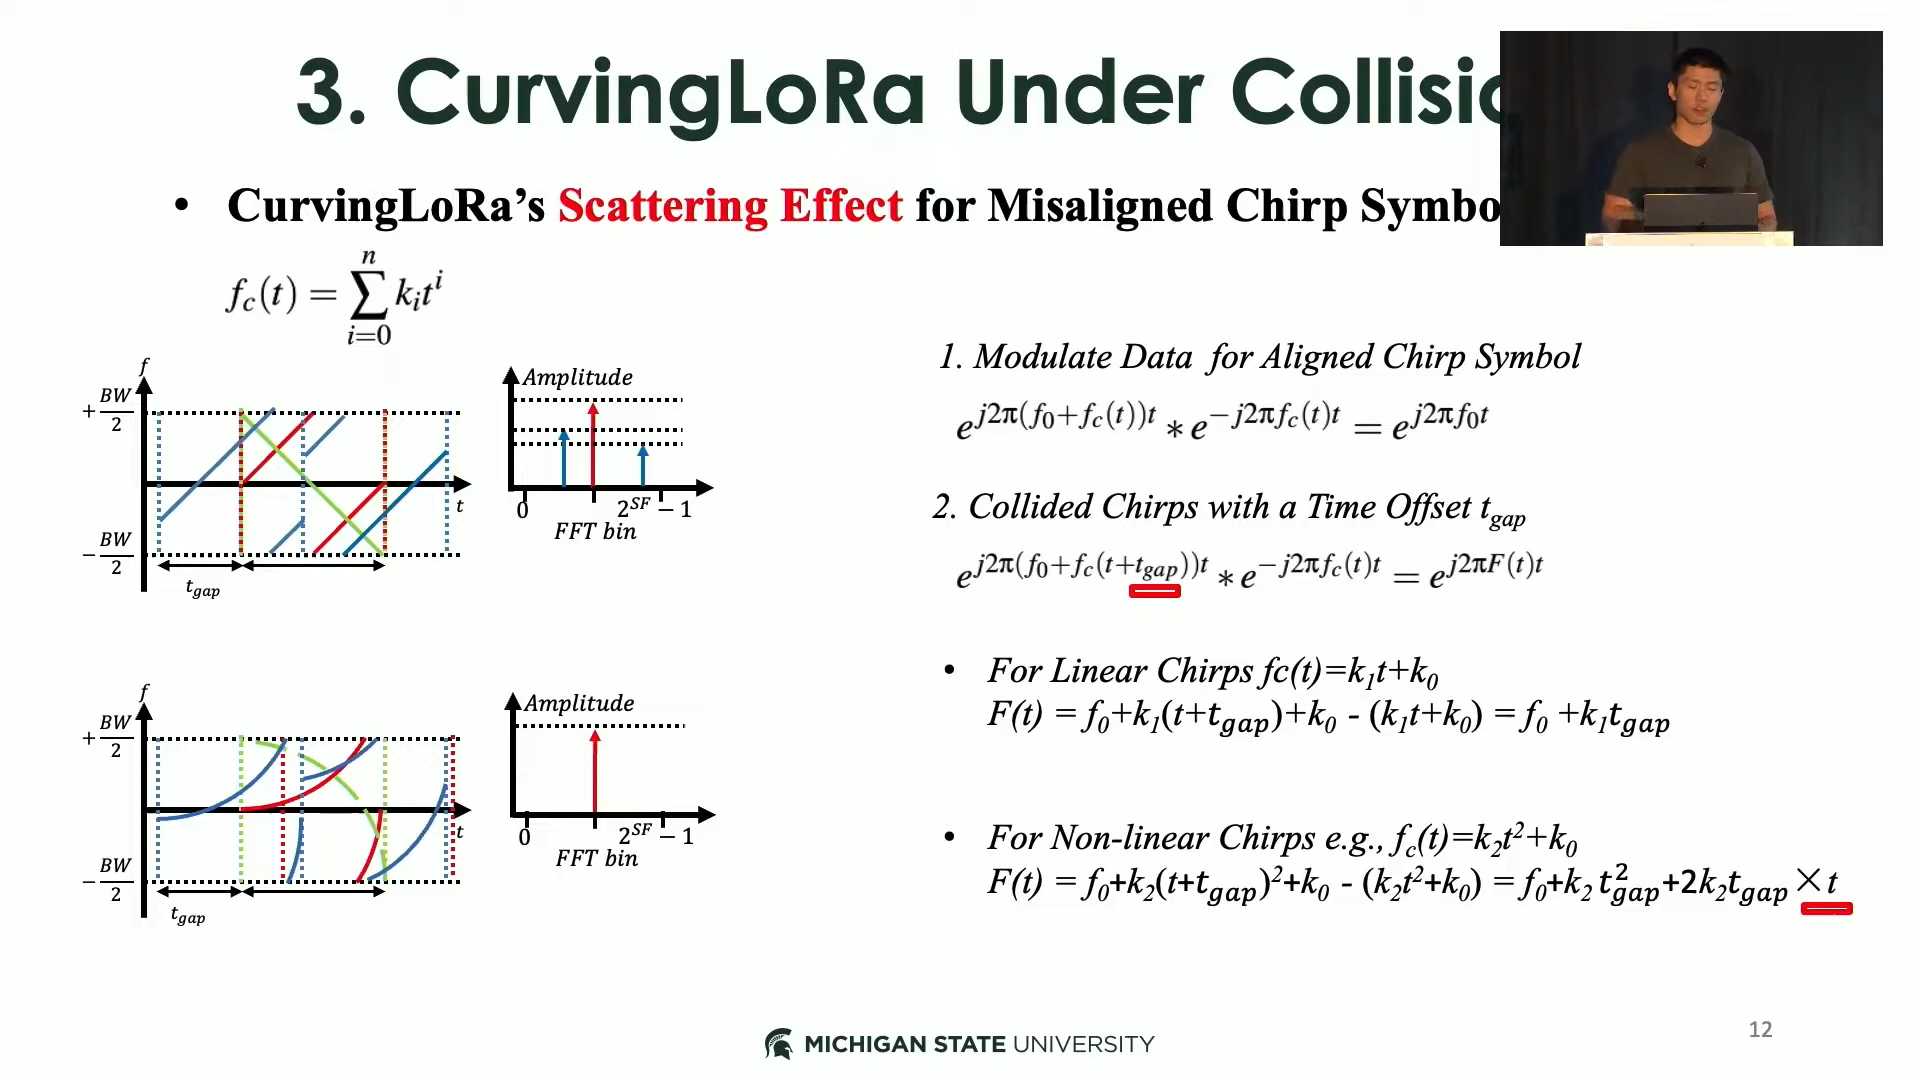 3. CurvingLoRa Under Collisio
• CurvingLoRa's Scattering Effect for Misaligned Chirp Symbo
f_c(t) = \sum_{i=0}^{n} k_i t^i
f
+BW/2
-BW/2
t
t_gap
Amplitude
0
2^SF - 1
FFT bin
f
+BW/2
-BW/2
t
t_gap
Amplitude
0
2^SF - 1
FFT bin
1. Modulate Data for Aligned Chirp Symbol
e^{j2π(f_0+f_c(t))t} * e^{-j2πf_c(t)t} = e^{j2πf_0t}
2. Collided Chirps with a Time Offset t_gap
e^{j2π(f_0+f_c(t+t_gap))t} * e^{-j2πf_c(t)t} = e^{j2πF(t)t}
• For Linear Chirps fc(t)=k_1t+k_0
F(t) = f_0+k_1(t+t_gap)+k_0 - (k_1t+k_0) = f_0 +k_1t_gap
• For Non-linear Chirps e.g., f_c(t)=k_2t^2+k_0
F(t) = f_0+k_2(t+t_gap)^2+k_0 - (k_2t^2+k_0) = f_0+k_2 t_gap^2+2k_2t_gap × t
MICHIGAN STATE UNIVERSITY
12